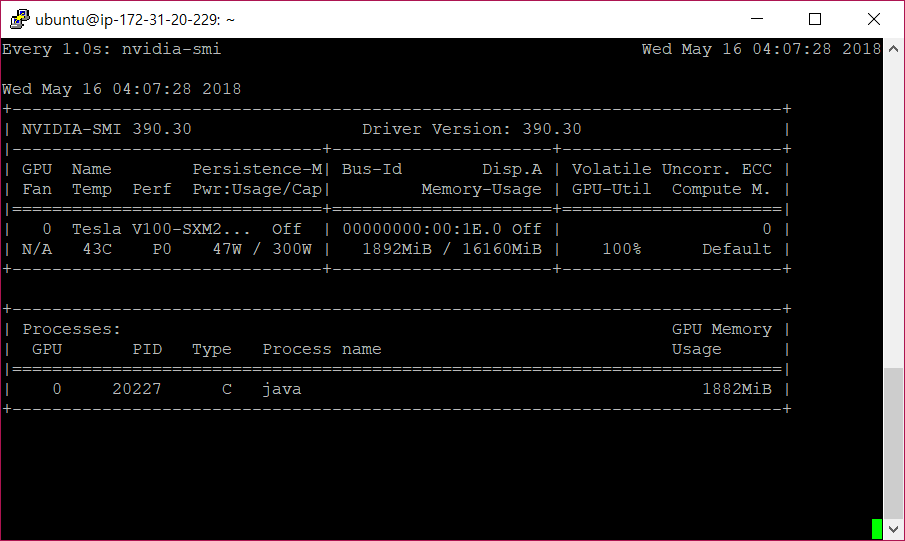 ubuntu@ip-172-31-20-229: ~
Every 1.0s: nvidia-smi                                          Wed May 16 04:07:28 2018

Wed May 16 04:07:28 2018
+-----------------------------------------------------------------------------+
| NVIDIA-SMI 390.30                 Driver Version: 390.30                    |
|-------------------------------+----------------------+----------------------+
| GPU  Name        Persistence-M| Bus-Id        Disp.A | Volatile Uncorr. ECC |
| Fan  Temp  Perf  Pwr:Usage/Cap|         Memory-Usage | GPU-Util  Compute M. |
|===============================+======================+======================|
|   0  Tesla V100-SXM2...  Off  | 00000000:00:1E.0 Off |                    0 |
| N/A   43C    P0    47W / 300W |   1892MiB / 16160MiB |    100%      Default |
+-------------------------------+----------------------+----------------------+

+-----------------------------------------------------------------------------+
| Processes:                                                       GPU Memory |
|  GPU       PID   Type   Process name                             Usage      |
|=============================================================================|
|    0     20227      C   java                                        1882MiB |
+-----------------------------------------------------------------------------+